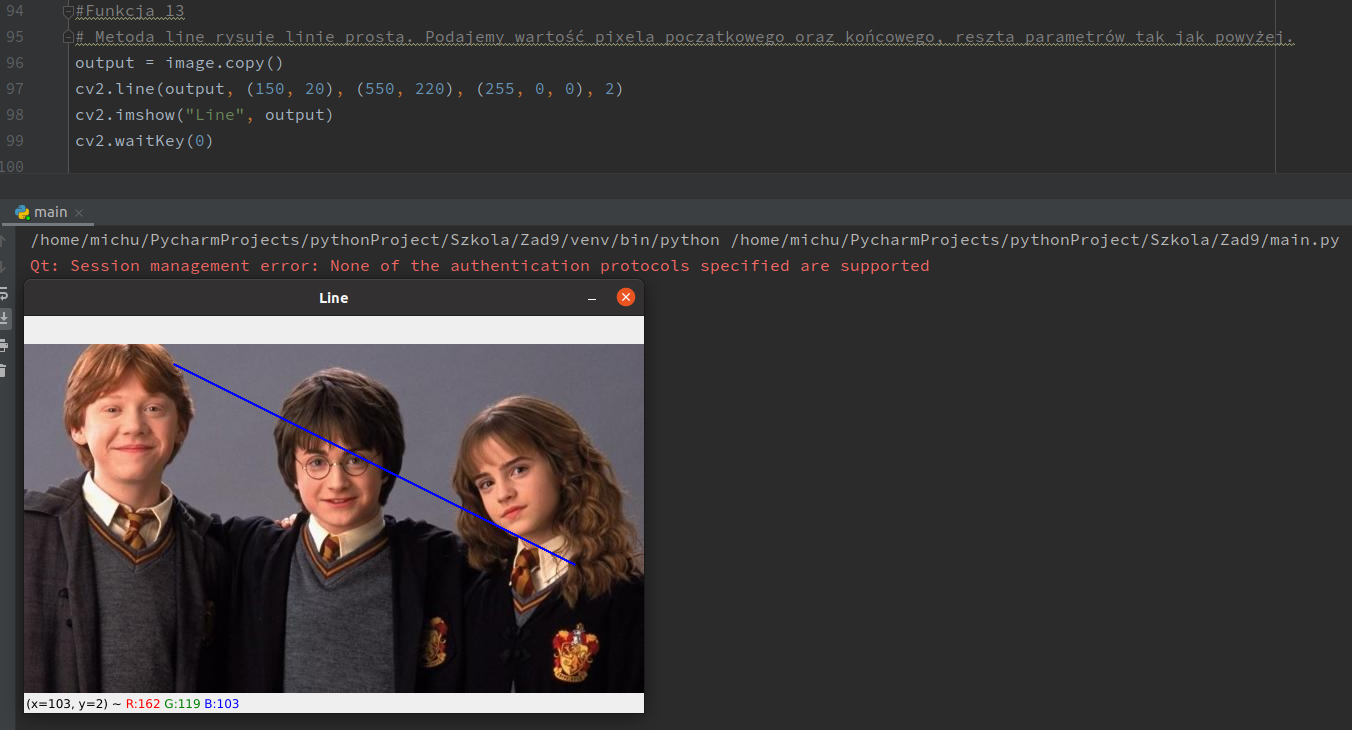 94 #Funkcja 13
95 # Metoda line rysuje linie prostą. Podajemy wartość pixela początkowego oraz końcowego, reszta parametrów tak jak powyżej.
96 output = image.copy()
97 cv2.line(output, (150, 20), (550, 220), (255, 0, 0), 2)
98 cv2.imshow("Line", output)
99 cv2.waitKey(0)
100
main
/home/michu/PycharmProjects/pythonProject/Szkola/Zad9/venv/bin/python /home/michu/PycharmProjects/pythonProject/Szkola/Zad9/main.py
Qt: Session management error: None of the authentication protocols specified are supported
Line
(x=103, y=2) ~ R:162 G:119 B:103